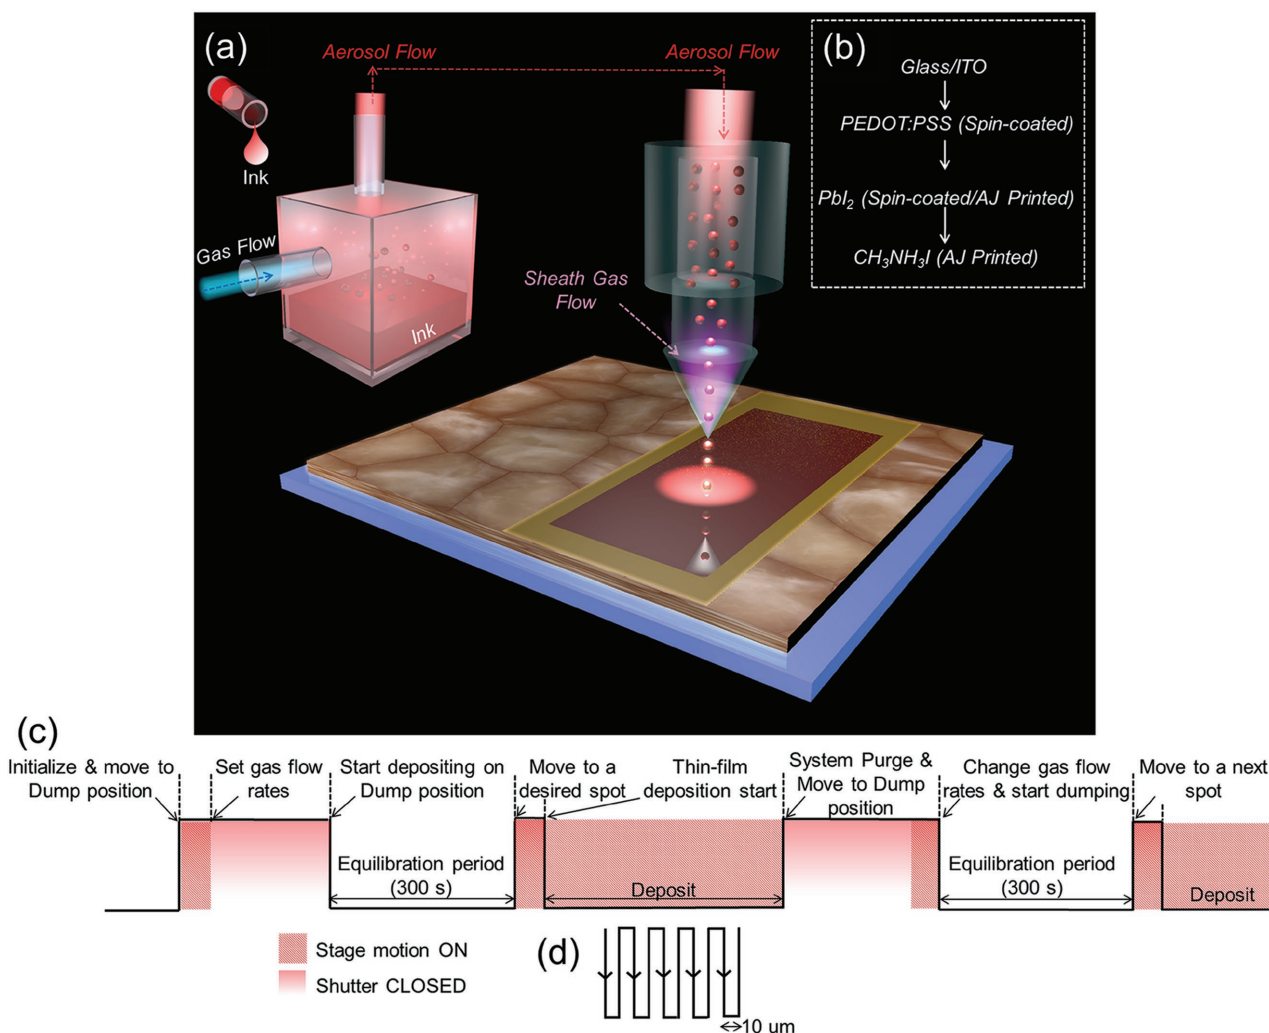 (a)
Aerosol Flow
Aerosol Flow
Ink
Gas Flow
Ink
Sheath Gas
Flow
(b)
Glass/ITO
PEDOT:PSS (Spin-coated)
PbI₂ (Spin-coated/AJ Printed)
CH₃NH₃I (AJ Printed)
(c)
Initialize & move to
Dump position
Set gas flow
rates
Start depositing on
Dump position
Move to a
desired spot
Thin-film
deposition start
System Purge &
Move to Dump
position
Change gas flow
rates & start dumping
Move to a next
spot
Equilibration period
(300 s)
Deposit
Equilibration period
(300 s)
Deposit
Stage motion ON
Shutter CLOSED
(d)
10 um